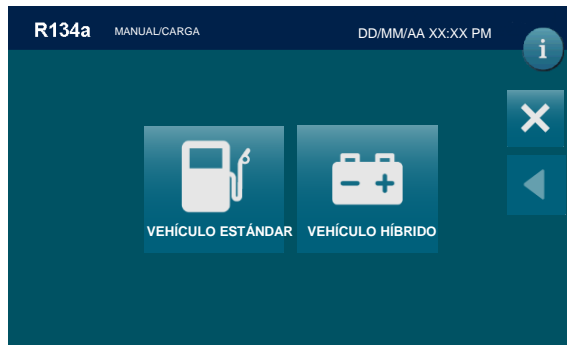 R134a MANUAL/CARGA DD/MM/AA XX:XX PM
i
VEHÍCULO ESTÁNDAR VEHÍCULO HÍBRIDO